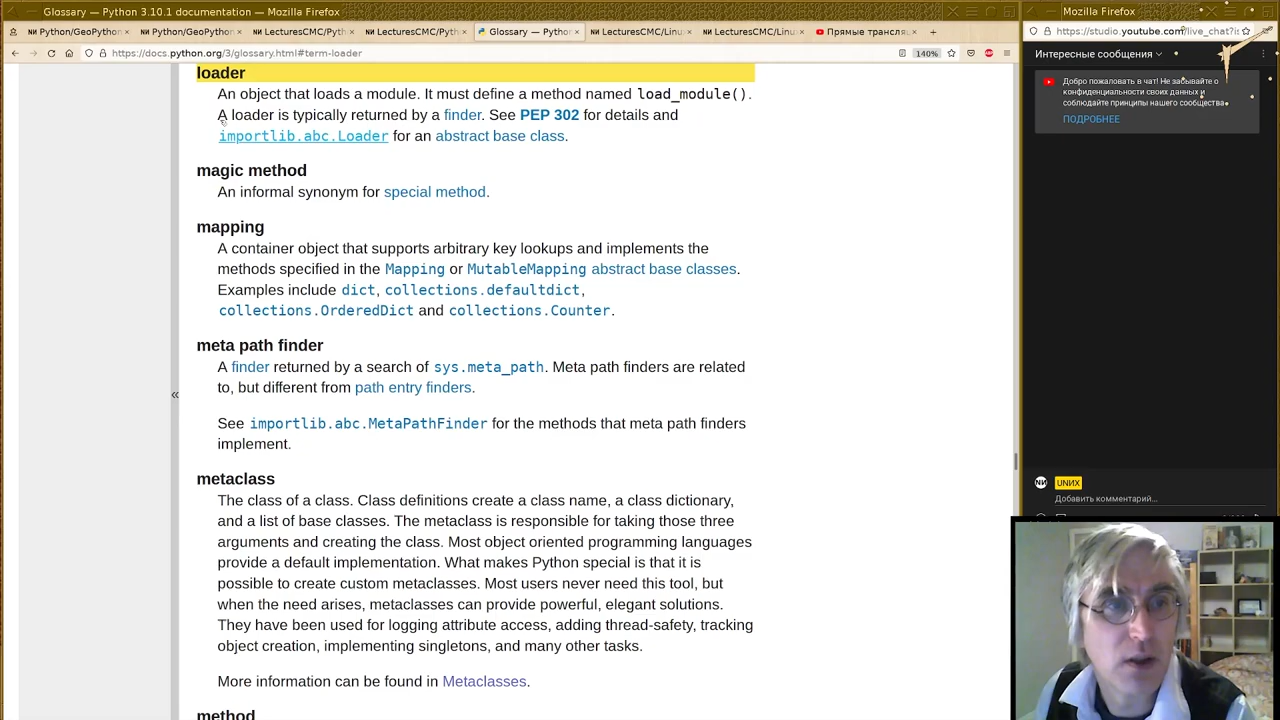 Glossary — Python 3.10.1 documentation — Mozilla Firefox
Mozilla Firefox
Python/GeoPython
Python/GeoPython
LecturesCMC/Pyth
LecturesCMC/Pyth
Glossary — Python
LecturesCMC/Linu
LecturesCMC/Linu
Прямые трансля
https://docs.python.org/3/glossary.html#term-loader
140%
https://studio.youtube.com/live_chat?is
Интересные сообщения
Добро пожаловать в чат! Не забывайте о
конфиденциальности своих данных и
соблюдайте принципы нашего сообщества.
ПОДРОБНЕЕ
loader
An object that loads a module. It must define a method named load_module().
A loader is typically returned by a finder. See PEP 302 for details and
importlib.abc.Loader for an abstract base class.
magic method
An informal synonym for special method.
mapping
A container object that supports arbitrary key lookups and implements the
methods specified in the Mapping or MutableMapping abstract base classes.
Examples include dict, collections.defaultdict,
collections.OrderedDict and collections.Counter.
meta path finder
A finder returned by a search of sys.meta_path. Meta path finders are related
to, but different from path entry finders.
«
See importlib.abc.MetaPathFinder for the methods that meta path finders
implement.
metaclass
The class of a class. Class definitions create a class name, a class dictionary,
and a list of base classes. The metaclass is responsible for taking those three
arguments and creating the class. Most object oriented programming languages
provide a default implementation. What makes Python special is that it is
possible to create custom metaclasses. Most users never need this tool, but
when the need arises, metaclasses can provide powerful, elegant solutions.
They have been used for logging attribute access, adding thread-safety, tracking
object creation, implementing singletons, and many other tasks.
More information can be found in Metaclasses.
method
UNИX
Добавить комментарий...